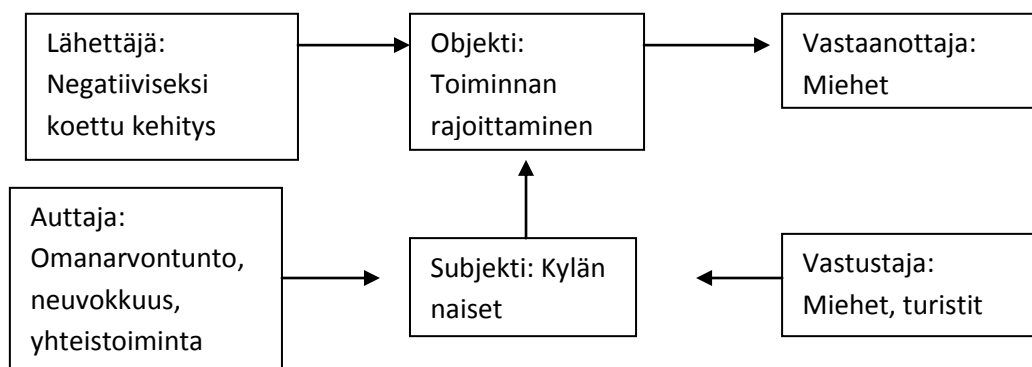 Lähettäjä:
Negatiiviseksi
koettu kehitys
Objekti:
Toiminnan
rajoittaminen
Vastaanottaja:
Miehet
Auttaja:
Omanarvontunto,
neuvokkuus,
yhteistoiminta
Subjekti: Kylän
naiset
Vastustaja:
Miehet, turistit